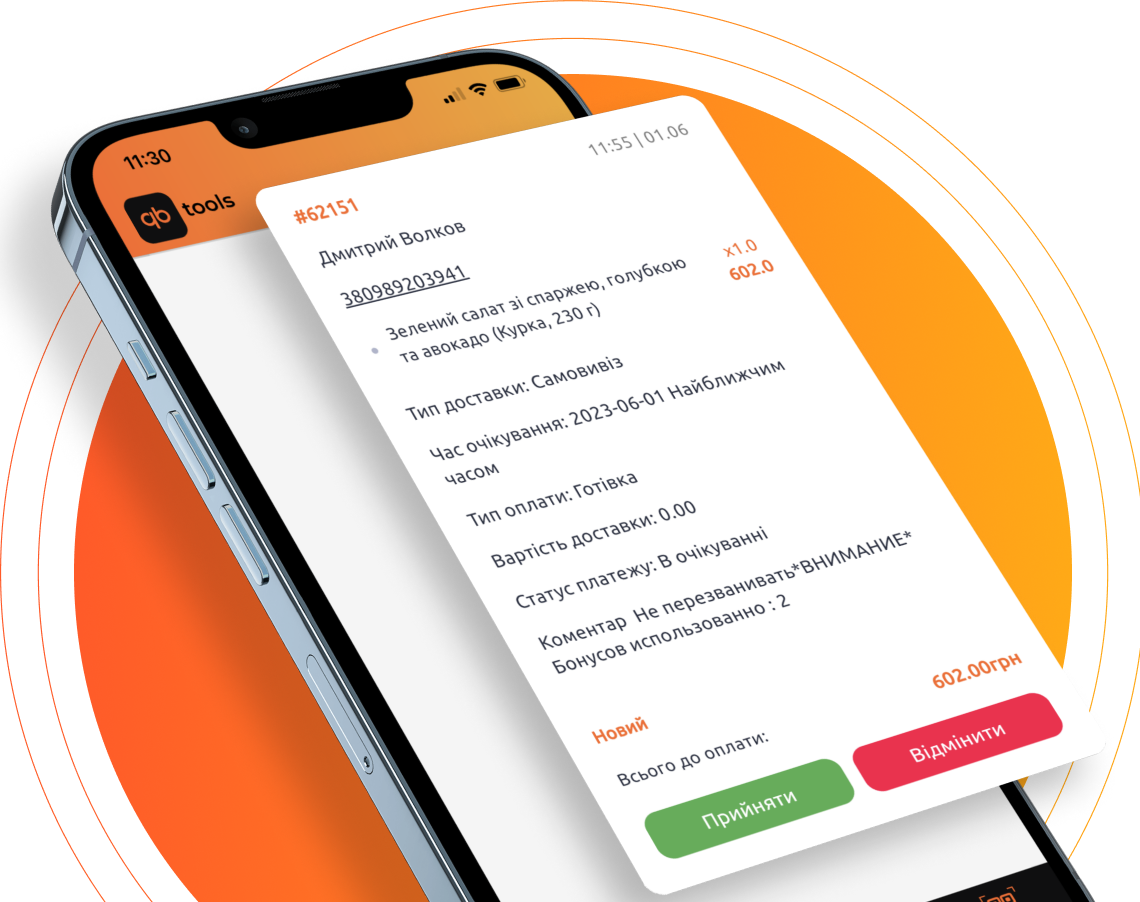 11:30
qb tools
11:55 | 01.06
#62151
Дмитрий Волков
380989203941
Зелений салат зі спаржею, голубкою
та авокадо (Курка, 230 г)
x1.0
602.0
Тип доставки: Самовивіз
Час очікування: 2023-06-01 Найближчим
часом
Тип оплати: Готівка
Вартість доставки: 0.00
Статус платежу: В очікуванні
Коментар Не перезванивать*ВНИМАНИЕ*
Бонусов использованно : 2
Новий
602.00грн
Всього до оплати:
Прийняти
Відмінити